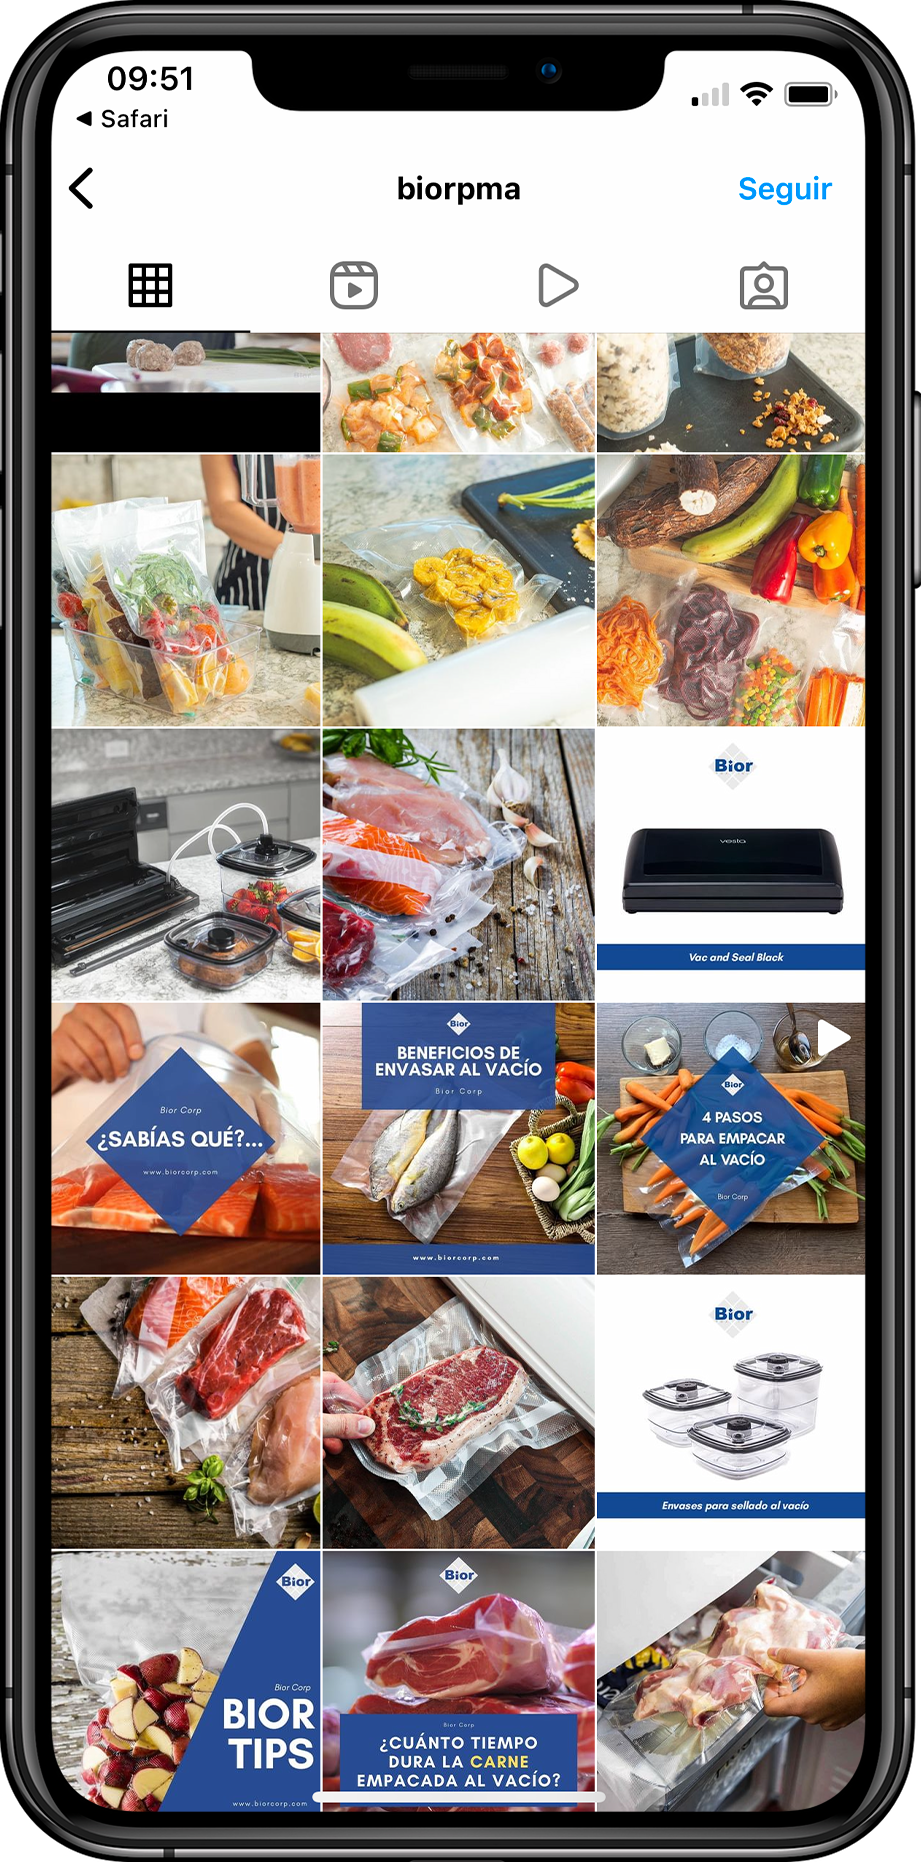 09:51
◀ Safari
biorpma
Seguir
Bior
vesta
Vac and Seal Black
Bior Corp
¿SABÍAS QUÉ?...
www.biorcorp.com
Bior
BENEFICIOS DE
ENVASAR AL VACÍO
Bior Corp
www.biorcorp.com
Bior
4 PASOS
PARA EMPACAR
AL VACÍO
Bior Corp
Bior
Envases para sellado al vacío
Bior
Bior Corp
BIOR
TIPS
www.biorcorp.com
Bior
Bior Corp
¿CUÁNTO TIEMPO
DURA LA CARNE
EMPACADA AL VACÍO?